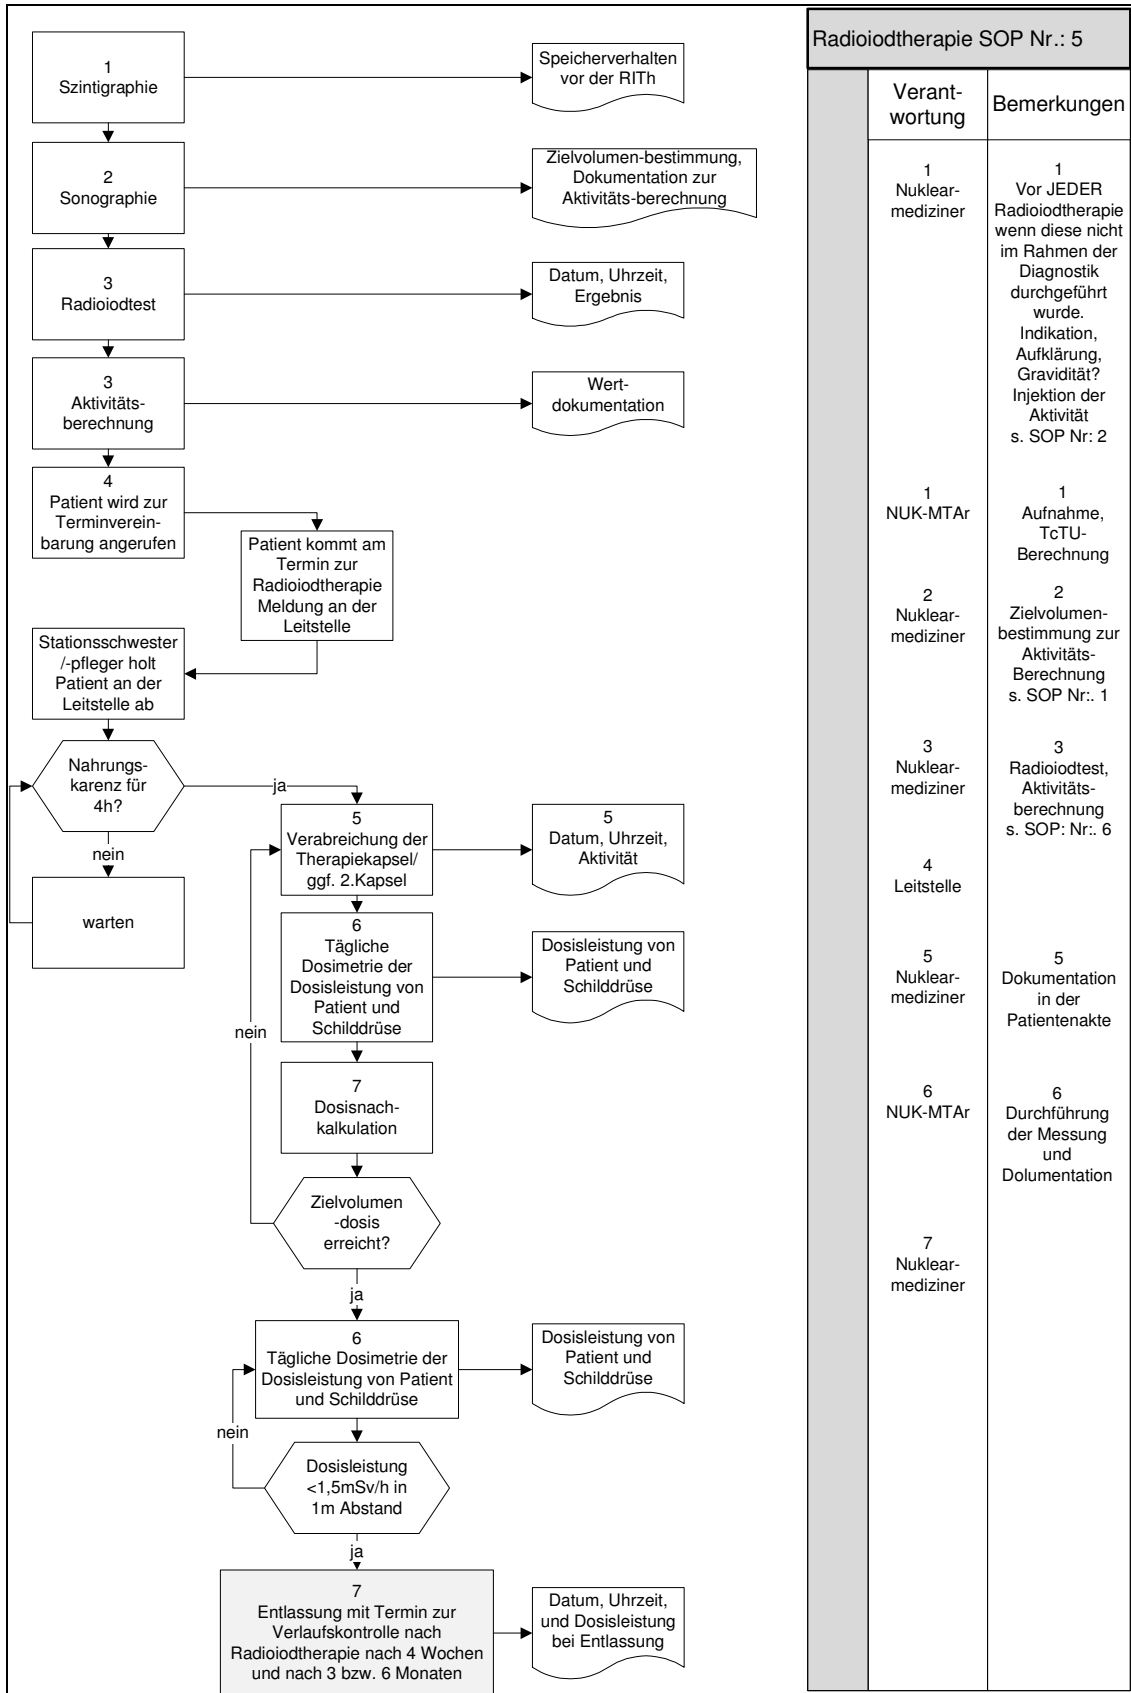 Radioiodtherapie SOP Nr.: 5
1
Szintigraphie
Speicherverhalten
vor der RITh
2
Sonographie
Zielvolumen-bestimmung,
Dokumentation zur
Aktivitäts-berechnung
3
Radioiodtest
Datum, Uhrzeit,
Ergebnis
3
Aktivitäts-
berechnung
Wert-
dokumentation
4
Patient wird zur
Terminverein-
barung angerufen
Patient kommt am
Termin zur
Radioiodtherapie
Meldung an der
Leitstelle
Stationsschwester
/-pfleger holt
Patient an der
Leitstelle ab
Nahrungs-
karenz für
4h?
ja
nein
warten
5
Verabreichung der
Therapiekapsel/
ggf. 2.Kapsel
5
Datum, Uhrzeit,
Aktivität
6
Tägliche
Dosimetrie der
Dosisleistung von
Patient und
Schilddrüse
Dosisleistung von
Patient und
Schilddrüse
nein
7
Dosisnach-
kalkulation
Zielvolumen
-dosis
erreicht?
ja
6
Tägliche Dosimetrie der
Dosisleistung von Patient
und Schilddrüse
Dosisleistung von
Patient und
Schilddrüse
nein
Dosisleistung
<1,5mSv/h in
1m Abstand
ja
7
Entlassung mit Termin zur
Verlaufskontrolle nach
Radioiodtherapie nach 4 Wochen
und nach 3 bzw. 6 Monaten
Datum, Uhrzeit,
und Dosisleistung
bei Entlassung
Verant-
wortung
1
Nuklear-
mediziner
1
NUK-MTAr
2
Nuklear-
mediziner
3
Nuklear-
mediziner
4
Leitstelle
5
Nuklear-
mediziner
6
NUK-MTAr
7
Nuklear-
mediziner
Bemerkungen
1
Vor JEDER
Radioiodtherapie
wenn diese nicht
im Rahmen der
Diagnostik
durchgeführt
wurde.
Indikation,
Aufklärung,
Gravidität?
Injektion der
Aktivität
s. SOP Nr: 2
1
Aufnahme,
TcTU-
Berechnung
2
Zielvolumen-
bestimmung zur
Aktivitäts-
Berechnung
s. SOP Nr:. 1
3
Radioiodtest,
Aktivitäts-
berechnung
s. SOP: Nr:. 6
5
Dokumentation
in der
Patientenakte
6
Durchführung
der Messung
und
Dolumentation